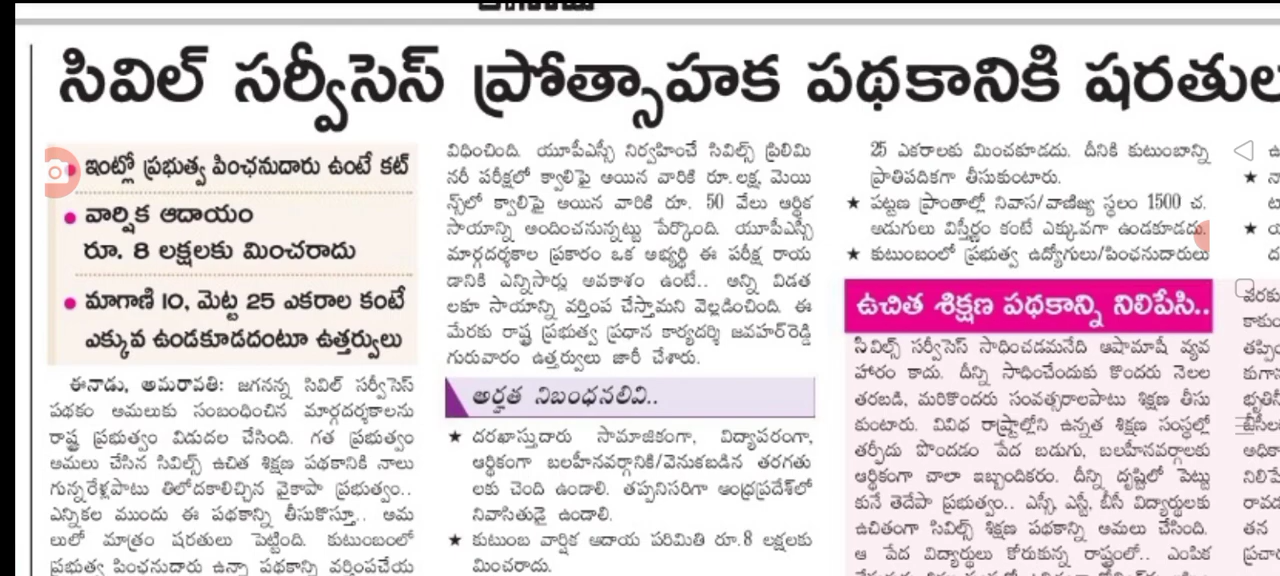 సివిల్ సర్వీసెస్ ప్రోత్సాహక పథకానికి షరతుల
ఇంట్లో ప్రభుత్వ పింఛనుదారు ఉంటే కట్
వార్షిక ఆదాయం
రూ. 8 లక్షలకు మించరాదు
మాగాణి 10, మెట్ట 25 ఎకరాల కంటే
ఎక్కువ ఉండకూడదంటూ ఉత్తర్వులు
ఈనాడు, అమరావతి: జగనన్న సివిల్ సర్వీసెస్
పథకం అమలుకు సంబంధించిన మార్గదర్శకాలను
రాష్ట్ర ప్రభుత్వం విడుదల చేసింది. గత ప్రభుత్వం
అమలు చేసిన సివిల్స్ ఉచిత శిక్షణ పథకానికి నాలు
గున్నరేళ్లపాటు తిలోదకాలిచ్చిన వైకాపా ప్రభుత్వం..
ఎన్నికల ముందు ఈ పథకాన్ని తీసుకొస్తూ.. అమ
లులో మాత్రం షరతులు పెట్టింది. కుటుంబంలో
ప్రభుత్వ పింఛనుదారు ఉన్నా పథకాన్ని వర్తింపచేయ
విధించింది. యూపీఎస్సీ నిర్వహించే సివిల్స్ ప్రిలిమి
నరీ పరీక్షలో క్వాలిఫై అయిన వారికి రూ.లక్ష, మెయి
న్స్‌లో క్వాలిఫై అయిన వారికి రూ. 50 వేలు ఆర్థిక
సాయాన్ని అందించనున్నట్లు పేర్కొంది. యూపీఎస్సీ
మార్గదర్శకాల ప్రకారం ఒక అభ్యర్థి ఈ పరీక్ష రాయ
డానికి ఎన్నిసార్లు అవకాశం ఉంటే.. అన్ని విడత
లకూ సాయాన్ని వర్తింప చేస్తామని వెల్లడించింది. ఈ
మేరకు రాష్ట్ర ప్రభుత్వ ప్రధాన కార్యదర్శి జవహర్‌రెడ్డి
గురువారం ఉత్తర్వులు జారీ చేశారు.
అర్హత నిబంధనలివి..
★ దరఖాస్తుదారు సామాజికంగా, విద్యాపరంగా,
ఆర్థికంగా బలహీనవర్గానికి/వెనుకబడిన తరగతు
లకు చెంది ఉండాలి. తప్పనిసరిగా ఆంధ్రప్రదేశ్‌లో
నివాసితుడై ఉండాలి.
★ కుటుంబ వార్షిక ఆదాయ పరిమితి రూ.8 లక్షలకు
మించరాదు.
25 ఎకరాలకు మించకూడదు. దీనికి కుటుంబాన్ని
ప్రాతిపదికగా తీసుకుంటారు.
★ పట్టణ ప్రాంతాల్లో నివాస/వాణిజ్య స్థలం 1500 చ.
అడుగులు విస్తీర్ణం కంటే ఎక్కువగా ఉండకూడదు.
★ కుటుంబంలో ప్రభుత్వ ఉద్యోగులు/పింఛనుదారులు
ఉచిత శిక్షణ పథకాన్ని నిలిపేసి..
సివిల్స్ సర్వీసెస్ సాధించడమనేది ఆషామాషీ వ్యవ
హారం కాదు. దీన్ని సాధించేందుకు కొందరు నెలల
తరబడి, మరికొందరు సంవత్సరాలపాటు శిక్షణ తీసు
కుంటారు. వివిధ రాష్ట్రాల్లోని ఉన్నత శిక్షణ సంస్థల్లో
తర్ఫీదు పొందడం పేద బడుగు, బలహీనవర్గాలకు
ఆర్థికంగా చాలా ఇబ్బందికరం. దీన్ని దృష్టిలో పెట్టు
కునే తెదేపా ప్రభుత్వం.. ఎస్సీ, ఎస్టీ, బీసీ విద్యార్థులకు
ఉచితంగా సివిల్స్ శిక్షణ పథకాన్ని అమలు చేసింది.
ఆ పేద విద్యార్థులు కోరుకున్న రాష్ట్రంలో.. ఎంపిక